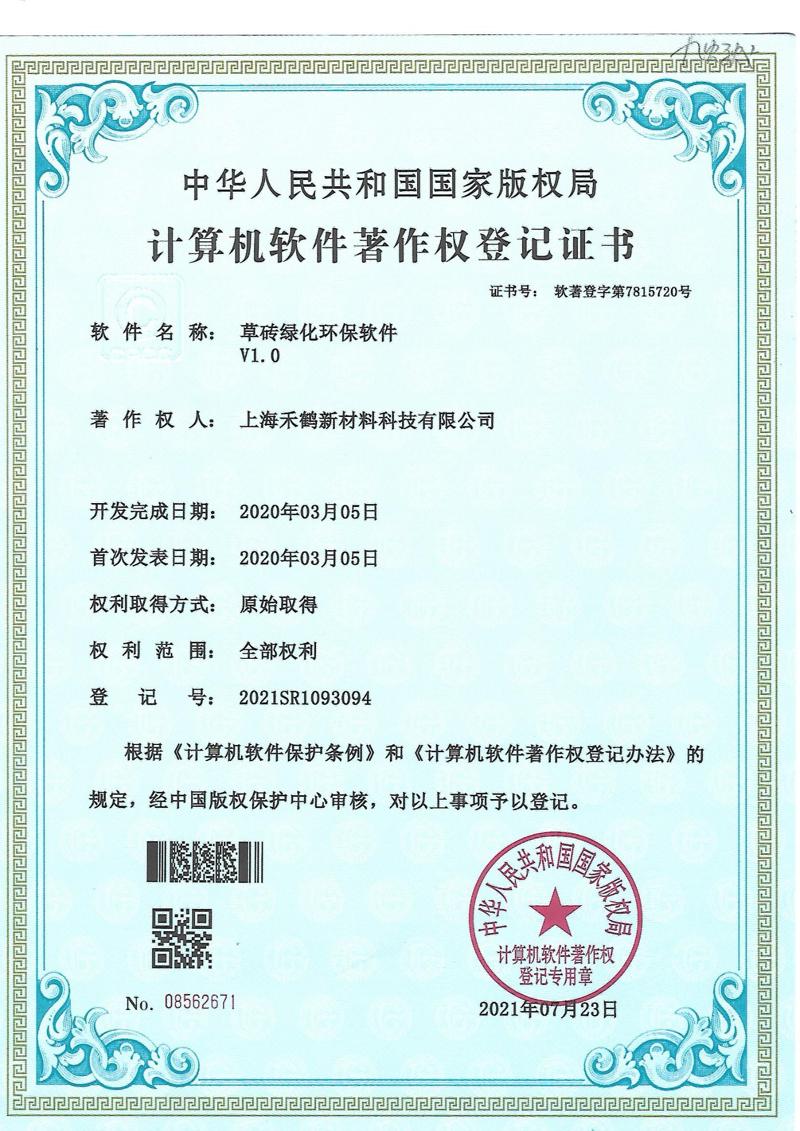 中华人民共和国国家版权局
计算机软件著作权登记证书
证书号： 软著登字第7815720号
软件名称： 草砖绿化环保软件
V1.0
著作权人： 上海禾鹤新材料科技有限公司
开发完成日期： 2020年03月05日
首次发表日期： 2020年03月05日
权利取得方式： 原始取得
权利范围： 全部权利
登记号： 2021SR1093094
根据《计算机软件保护条例》和《计算机软件著作权登记办法》的
规定，经中国版权保护中心审核，对以上事项予以登记。
中华人民共和国国家版权局
计算机软件著作权
登记专用章
No. 08562671
2021年07月23日